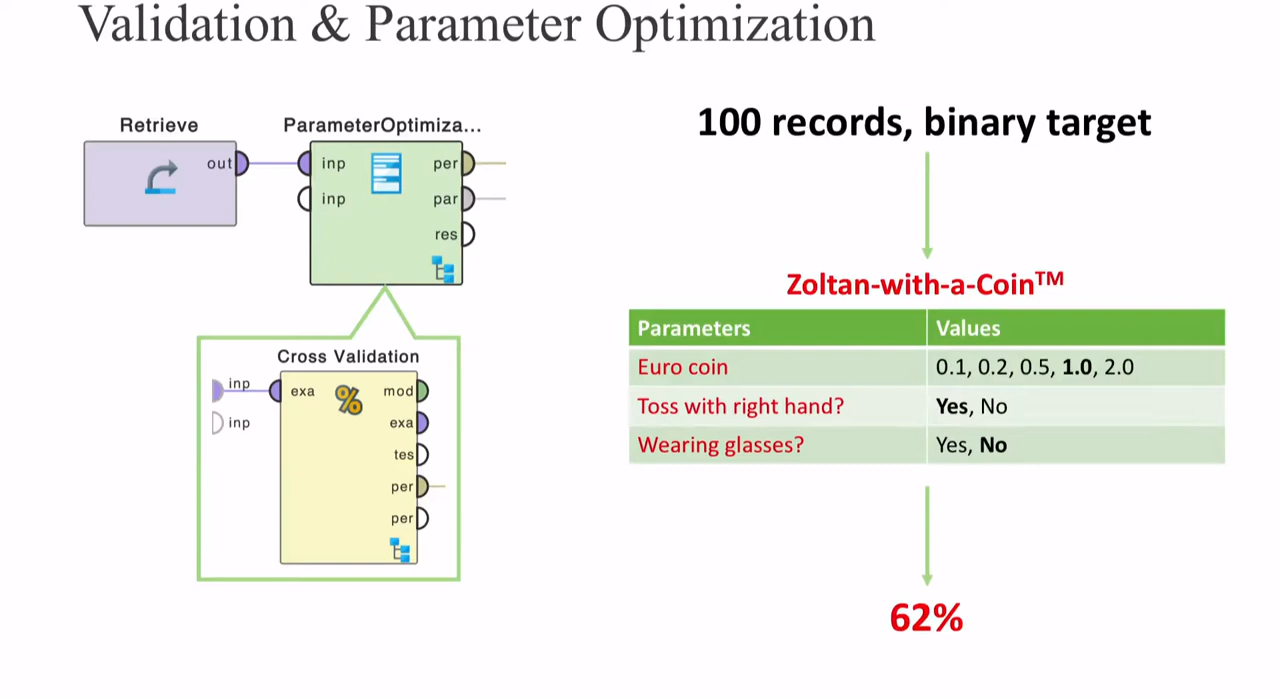 Validation & Parameter Optimization
Retrieve
out
ParameterOptimiza...
inp
per
inp
par
res
Cross Validation
inp
exa
mod
inp
exa
tes
per
per
100 records, binary target
Zoltan-with-a-Coin™
Parameters Values
Euro coin 0.1, 0.2, 0.5, 1.0, 2.0
Toss with right hand? Yes, No
Wearing glasses? Yes, No
62%